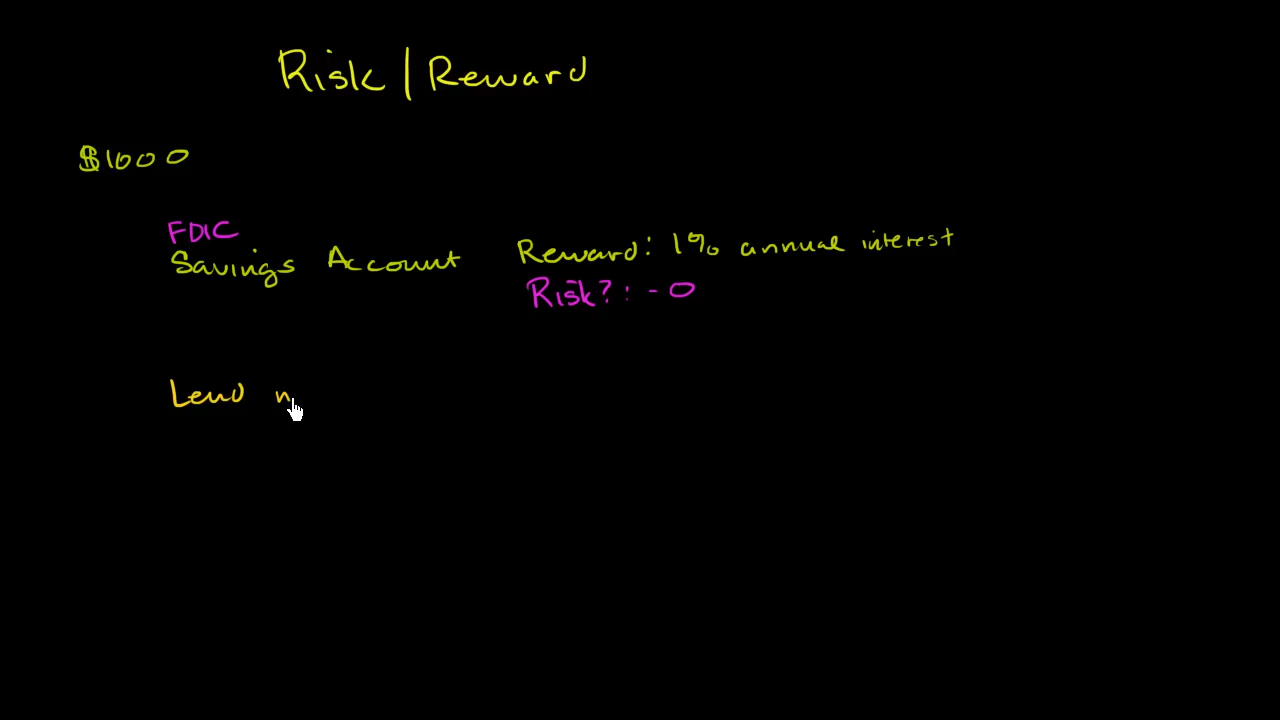 Risk | Reward
$1000
FDIC
Savings Account Reward: 1% annual interest
Risk?: - 0
Lend